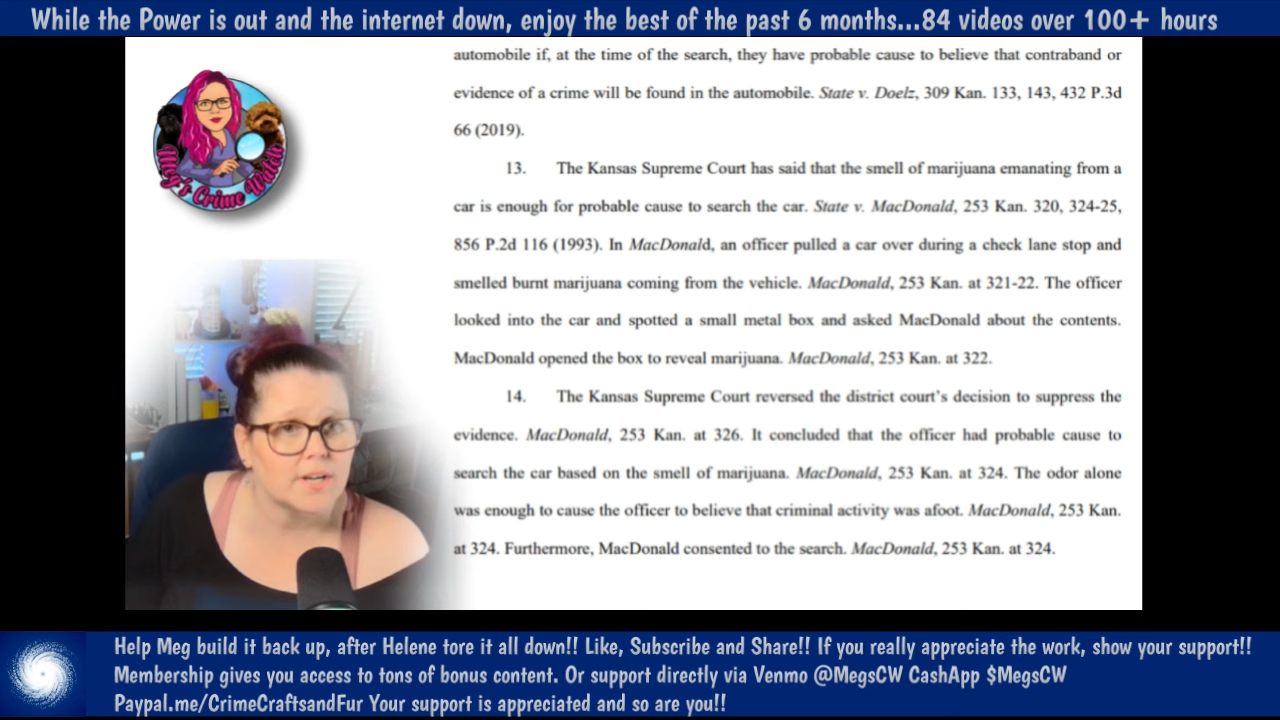 While the Power is out and the internet down, enjoy the best of the past 6 months...84 videos over 100+ hours
automobile if, at the time of the search, they have probable cause to believe that contraband or
evidence of a crime will be found in the automobile. State v. Doelz, 309 Kan. 133, 143, 432 P.3d
66 (2019).
13. The Kansas Supreme Court has said that the smell of marijuana emanating from a
car is enough for probable cause to search the car. State v. MacDonald, 253 Kan. 320, 324-25,
856 P.2d 116 (1993). In MacDonald, an officer pulled a car over during a check lane stop and
smelled burnt marijuana coming from the vehicle. MacDonald, 253 Kan. at 321-22. The officer
looked into the car and spotted a small metal box and asked MacDonald about the contents.
MacDonald opened the box to reveal marijuana. MacDonald, 253 Kan. at 322.
14. The Kansas Supreme Court reversed the district court's decision to suppress the
evidence. MacDonald, 253 Kan. at 326. It concluded that the officer had probable cause to
search the car based on the smell of marijuana. MacDonald, 253 Kan. at 324. The odor alone
was enough to cause the officer to believe that criminal activity was afoot. MacDonald, 253 Kan.
at 324. Furthermore, MacDonald consented to the search. MacDonald, 253 Kan. at 324.
Meg's Crime Watch
Help Meg build it back up, after Helene tore it all down!! Like, Subscribe and Share!! If you really appreciate the work, show your support!!
Membership gives you access to tons of bonus content. Or support directly via Venmo @MegsCW CashApp $MegsCW
Paypal.me/CrimeCraftsandFur Your support is appreciated and so are you!!